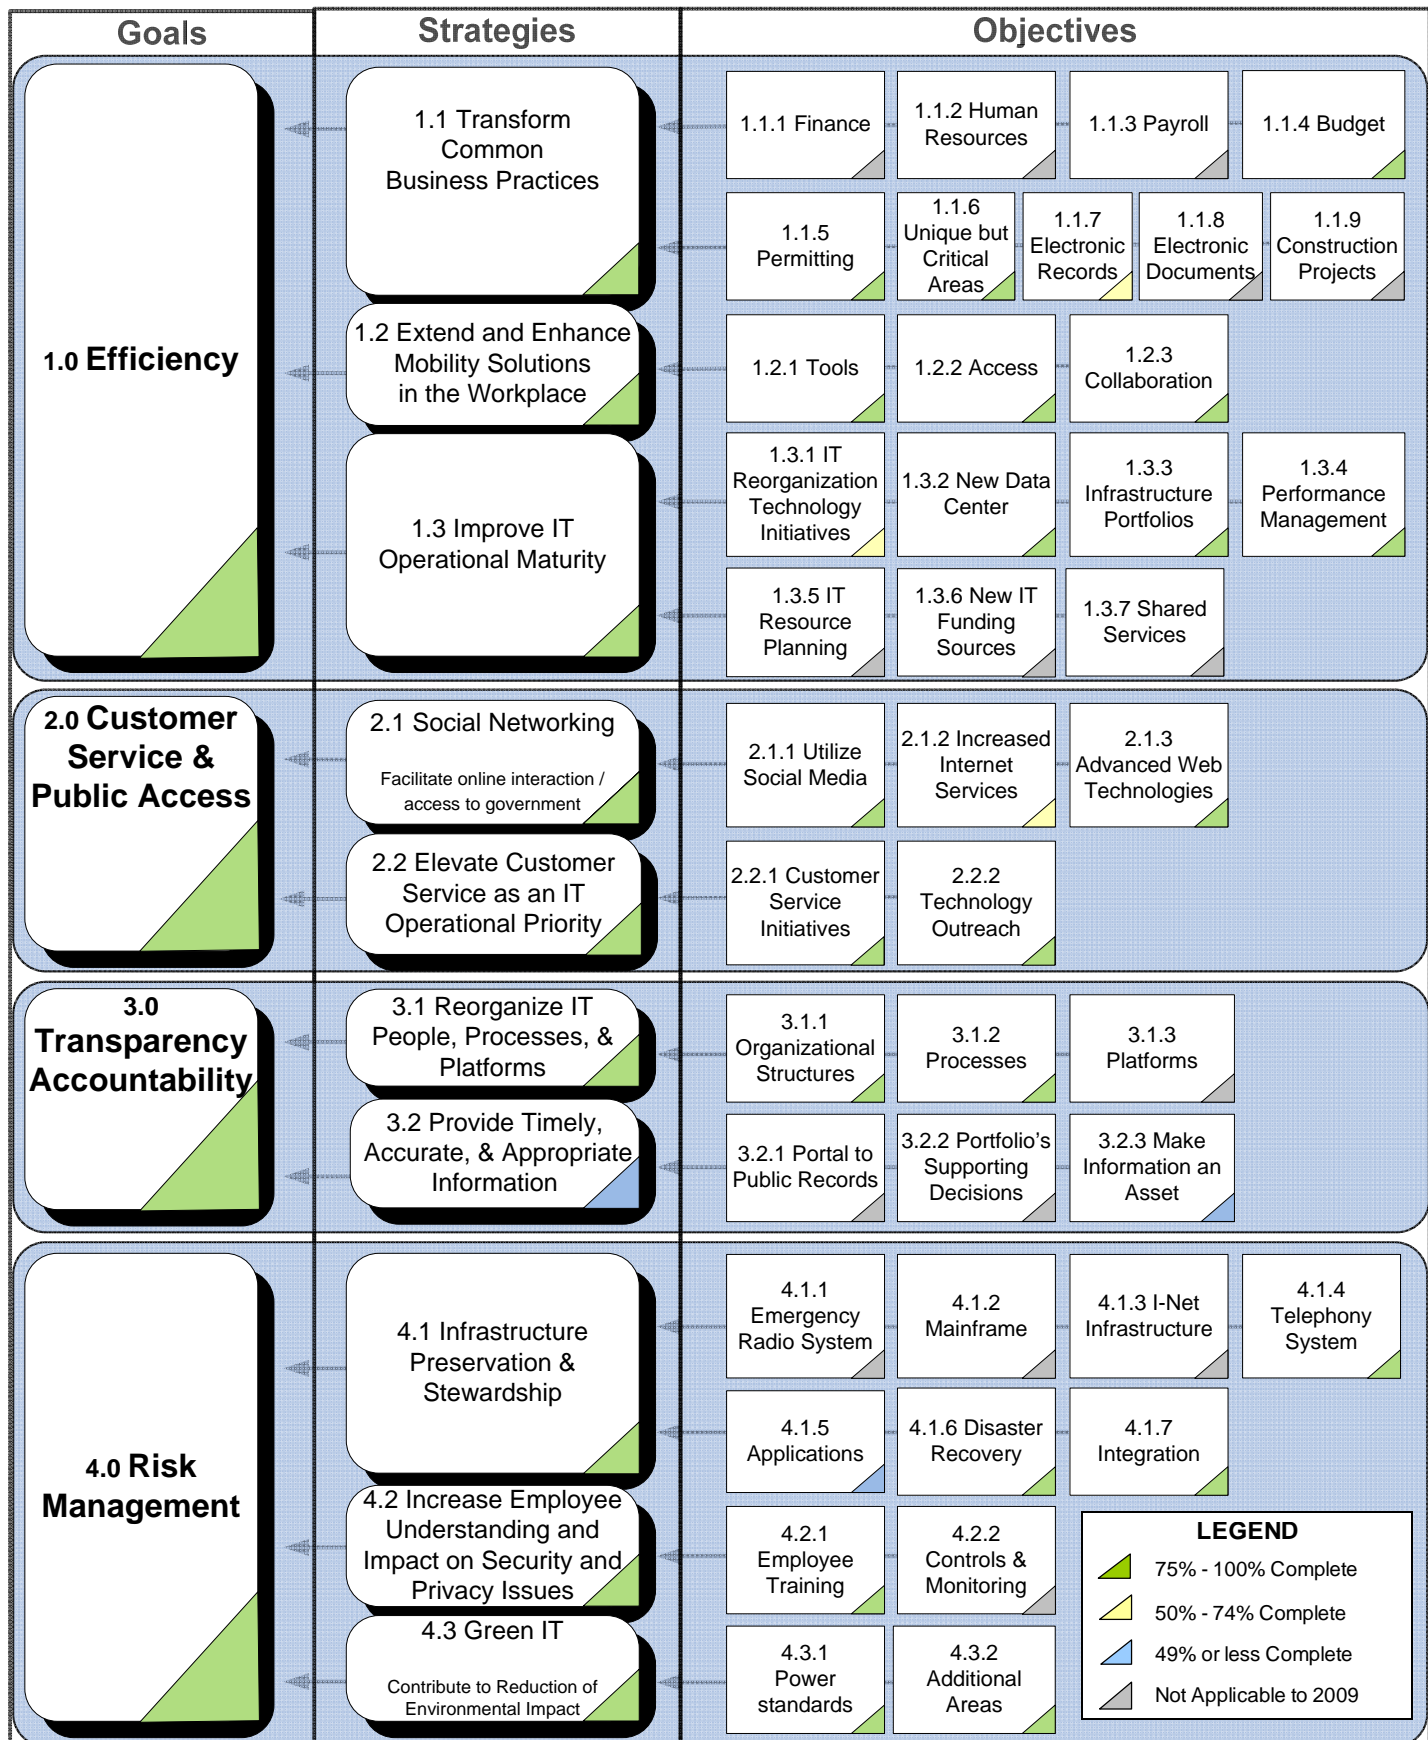 Goals
Strategies
Objectives
1.0 Efficiency
1.1 Transform
Common
Business Practices
1.1.1 Finance
1.1.2 Human
Resources
1.1.3 Payroll
1.1.4 Budget
1.1.5
Permitting
1.1.6
Unique but
Critical
Areas
1.1.7
Electronic
Records
1.1.8
Electronic
Documents
1.1.9
Construction
Projects
1.2 Extend and Enhance
Mobility Solutions
in the Workplace
1.2.1 Tools
1.2.2 Access
1.2.3
Collaboration
1.3 Improve IT
Operational Maturity
1.3.1 IT
Reorganization
Technology
Initiatives
1.3.2 New Data
Center
1.3.3
Infrastructure
Portfolios
1.3.4
Performance
Management
1.3.5 IT
Resource
Planning
1.3.6 New IT
Funding
Sources
1.3.7 Shared
Services
2.0 Customer
Service &
Public Access
2.1 Social Networking
Facilitate online interaction /
access to government
2.1.1 Utilize
Social Media
2.1.2 Increased
Internet
Services
2.1.3
Advanced Web
Technologies
2.2 Elevate Customer
Service as an IT
Operational Priority
2.2.1 Customer
Service
Initiatives
2.2.2
Technology
Outreach
3.0
Transparency
Accountability
3.1 Reorganize IT
People, Processes, &
Platforms
3.1.1
Organizational
Structures
3.1.2
Processes
3.1.3
Platforms
3.2 Provide Timely,
Accurate, & Appropriate
Information
3.2.1 Portal to
Public Records
3.2.2 Portfolio's
Supporting
Decisions
3.2.3 Make
Information an
Asset
4.0 Risk
Management
4.1 Infrastructure
Preservation &
Stewardship
4.1.1
Emergency
Radio System
4.1.2
Mainframe
4.1.3 I-Net
Infrastructure
4.1.4
Telephony
System
4.1.5
Applications
4.1.6 Disaster
Recovery
4.1.7
Integration
4.2 Increase Employee
Understanding and
Impact on Security and
Privacy Issues
4.2.1
Employee
Training
4.2.2
Controls &
Monitoring
4.3 Green IT
Contribute to Reduction of
Environmental Impact
4.3.1
Power
standards
4.3.2
Additional
Areas
LEGEND
75% - 100% Complete
50% - 74% Complete
49% or less Complete
Not Applicable to 2009